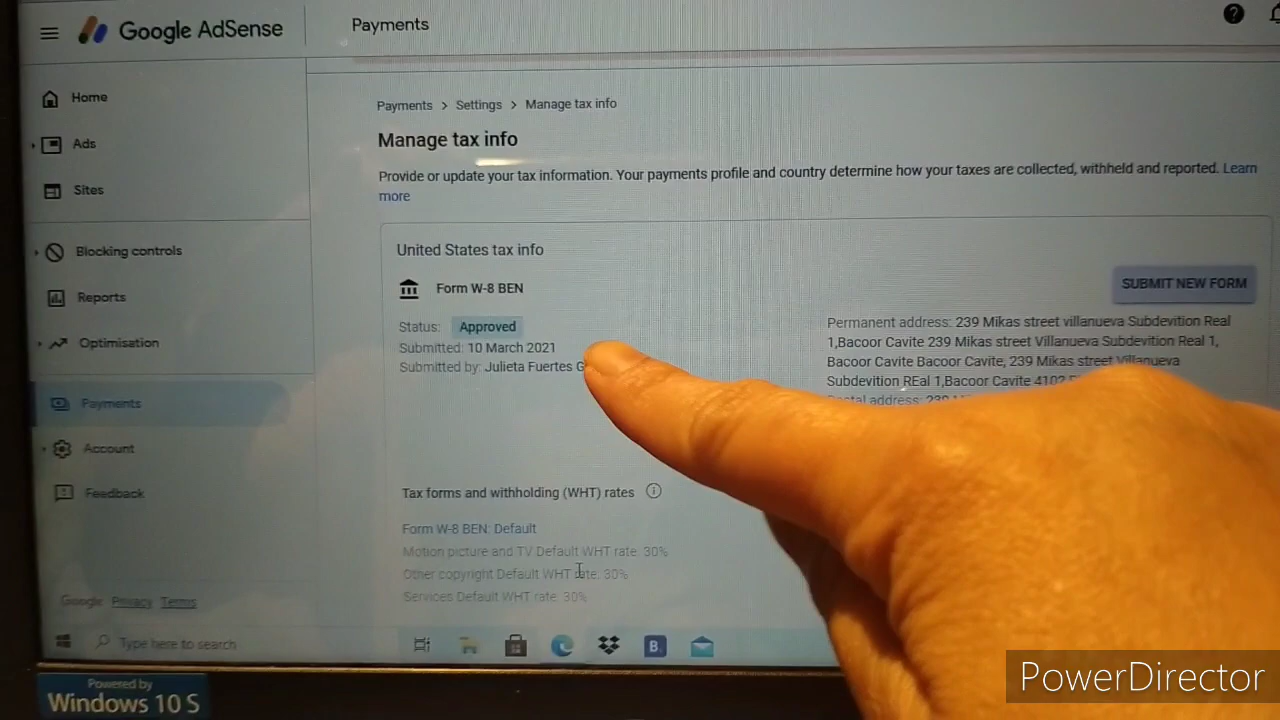 Google AdSense
Payments
Home
Ads
Sites
Blocking controls
Reports
Optimisation
Payments
Account
Feedback
Google Privacy Terms
Payments > Settings > Manage tax info
Manage tax info
Provide or update your tax information. Your payments profile and country determine how your taxes are collected, withheld and reported. Learn
more
United States tax info
Form W-8 BEN
SUBMIT NEW FORM
Status: Approved
Submitted: 10 March 2021
Submitted by: Julieta Fuertes G
Permanent address: 239 Mikas street villanueva Subdevition Real
1,Bacoor Cavite 239 Mikas street Villanueva Subdevition Real 1,
Bacoor Cavite Bacoor Cavite, 239 Mikas street Villanueva
Subdevition REal 1,Bacoor Cavite 4102
Postal address: 239
Tax forms and withholding (WHT) rates
Form W-8 BEN: Default
Motion picture and TV Default WHT rate: 30%
Other copyright Default WHT rate: 30%
Services Default WHT rate: 30%
Type here to search
B.
Powered by
Windows 10 S
PowerDirector